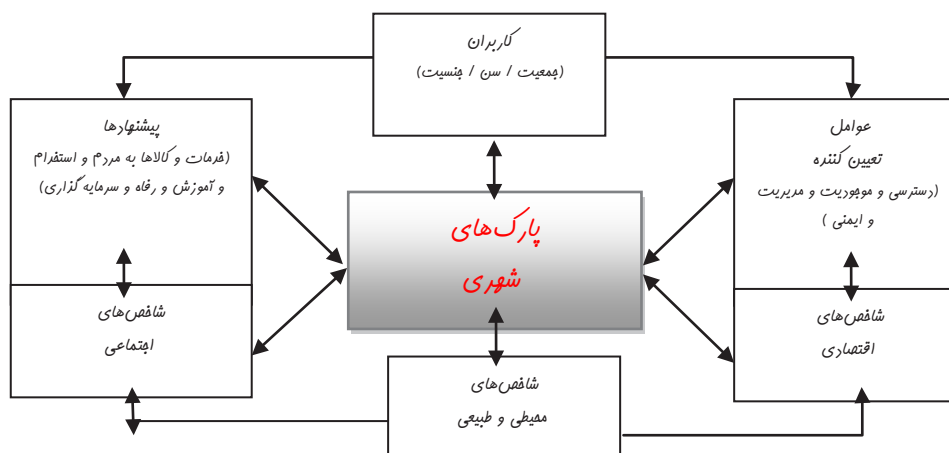 کاربران
(جمعیت / سن / جنسیت)
عوامل
تعیین کننده
(دسترسی و موجودیت و مدیریت
و ایمنی )
پیشنهادها
(خدمات و کالاها به مردم و استخدام
و آموزش و رفاه و سرمایه گذاری)
پارک‌های
شهری
شاخص‌های
اقتصادی
شاخص‌های
اجتماعی
شاخص‌های
محیطی و طبیعی